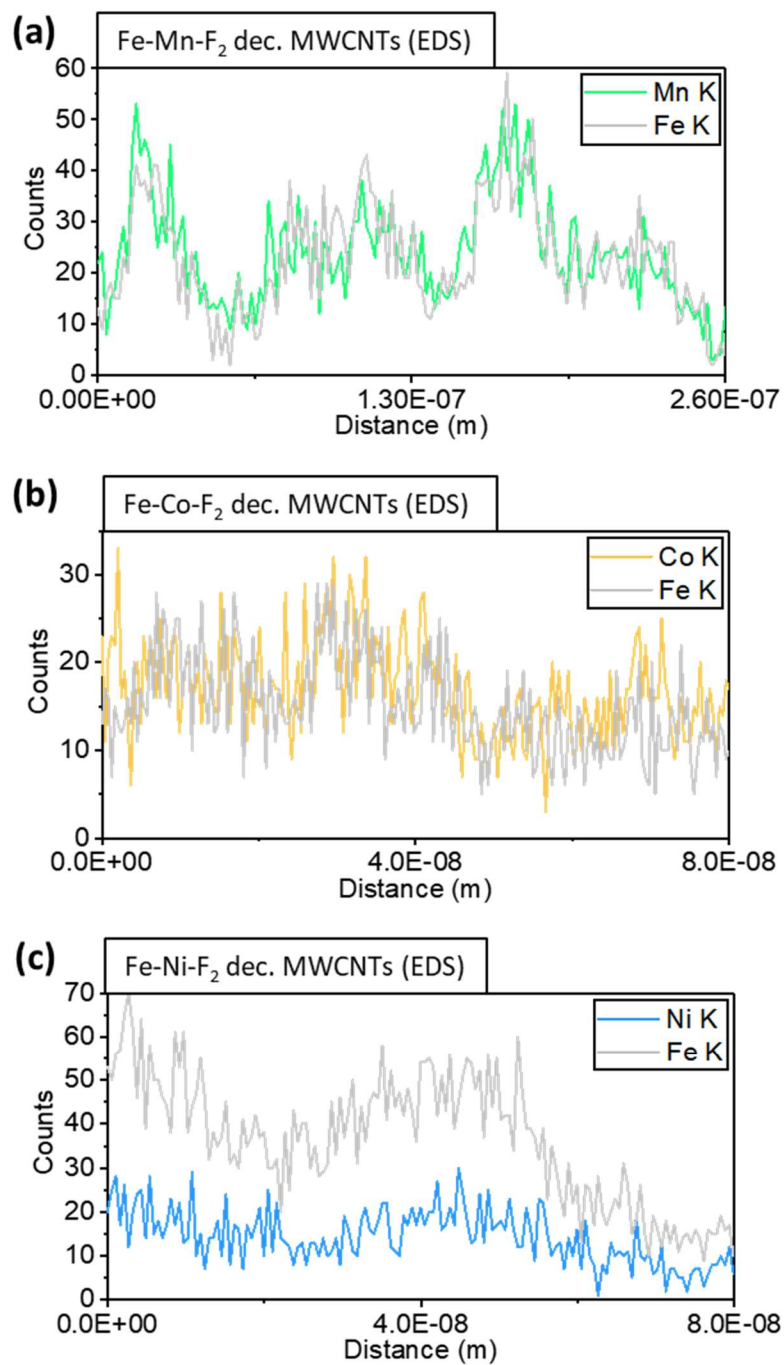 (a)
Fe-Mn-F₂ dec. MWCNTs (EDS)
60
50
40
30
20
10
0
Counts
Mn K
Fe K
0.00E+00
1.30E-07
2.60E-07
Distance (m)
(b)
Fe-Co-F₂ dec. MWCNTs (EDS)
30
20
10
0
Counts
Co K
Fe K
0.0E+00
4.0E-08
8.0E-08
Distance (m)
(c)
Fe-Ni-F₂ dec. MWCNTs (EDS)
70
60
50
40
30
20
10
0
Counts
Ni K
Fe K
0.0E+00
4.0E-08
8.0E-08
Distance (m)